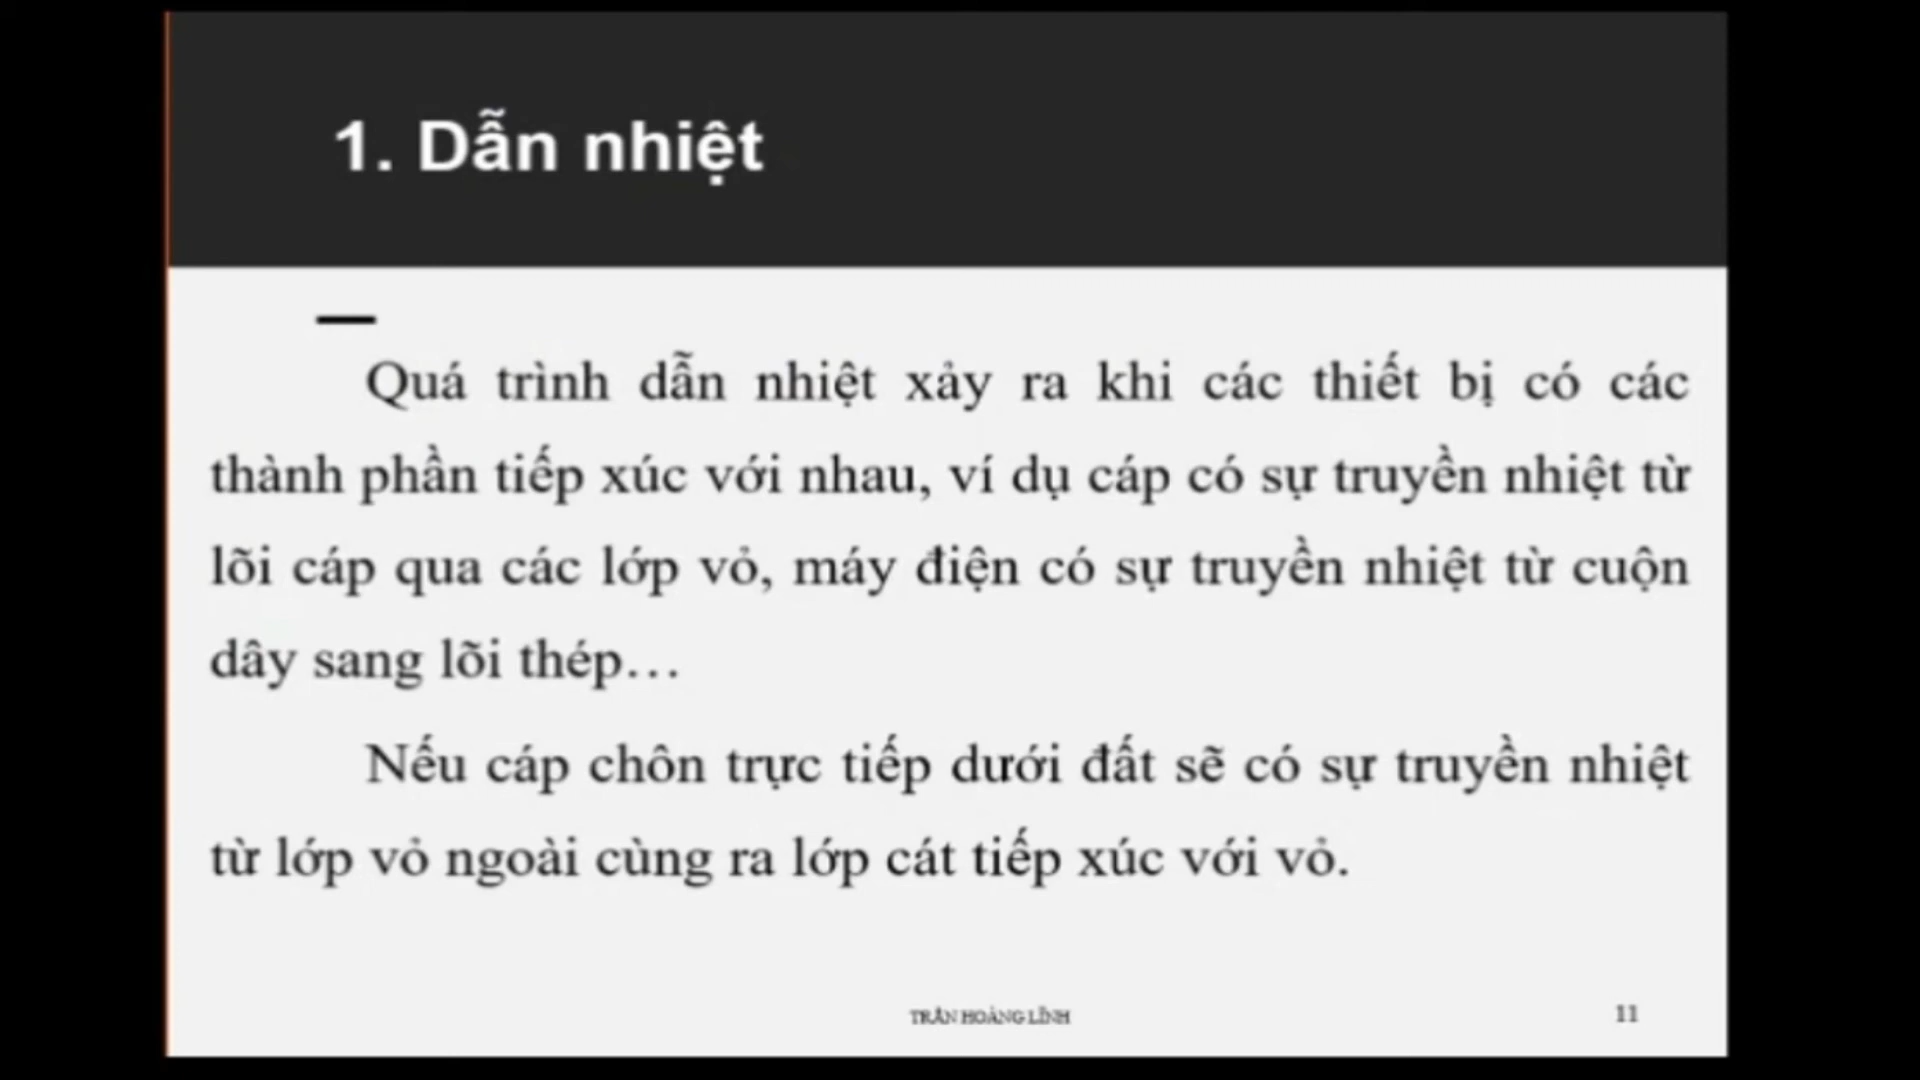 1. Dẫn nhiệt
Quá trình dẫn nhiệt xảy ra khi các thiết bị có các
thành phần tiếp xúc với nhau, ví dụ cáp có sự truyền nhiệt từ
lõi cáp qua các lớp vỏ, máy điện có sự truyền nhiệt từ cuộn
dây sang lõi thép…
Nếu cáp chôn trực tiếp dưới đất sẽ có sự truyền nhiệt
từ lớp vỏ ngoài cùng ra lớp cát tiếp xúc với vỏ.
TRẦN HOÀNG LĨNH
11